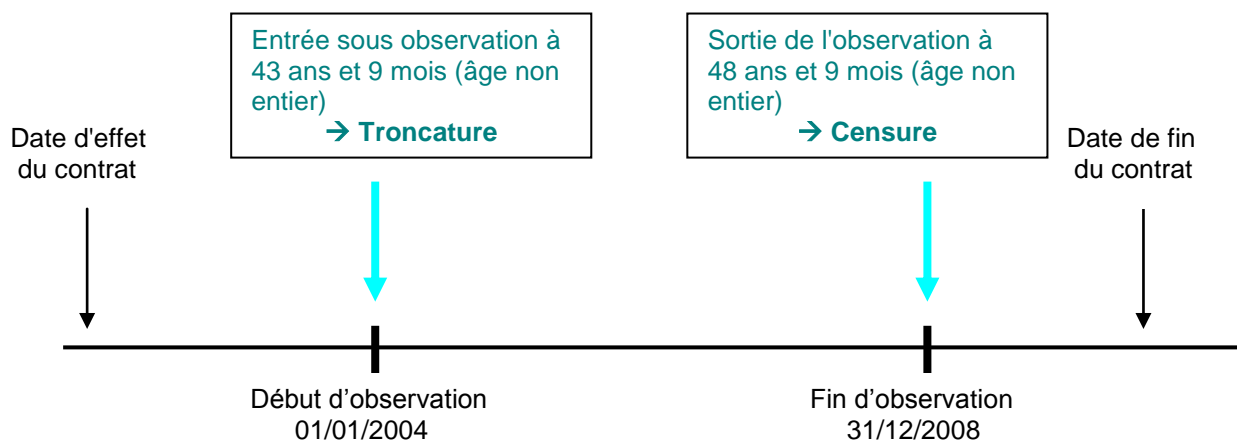 Entrée sous observation à
43 ans et 9 mois (âge non
entier)
→ Troncature
Sortie de l'observation à
48 ans et 9 mois (âge non
entier)
→ Censure
Date d'effet
du contrat
Date de fin
du contrat
Début d’observation
01/01/2004
Fin d’observation
31/12/2008